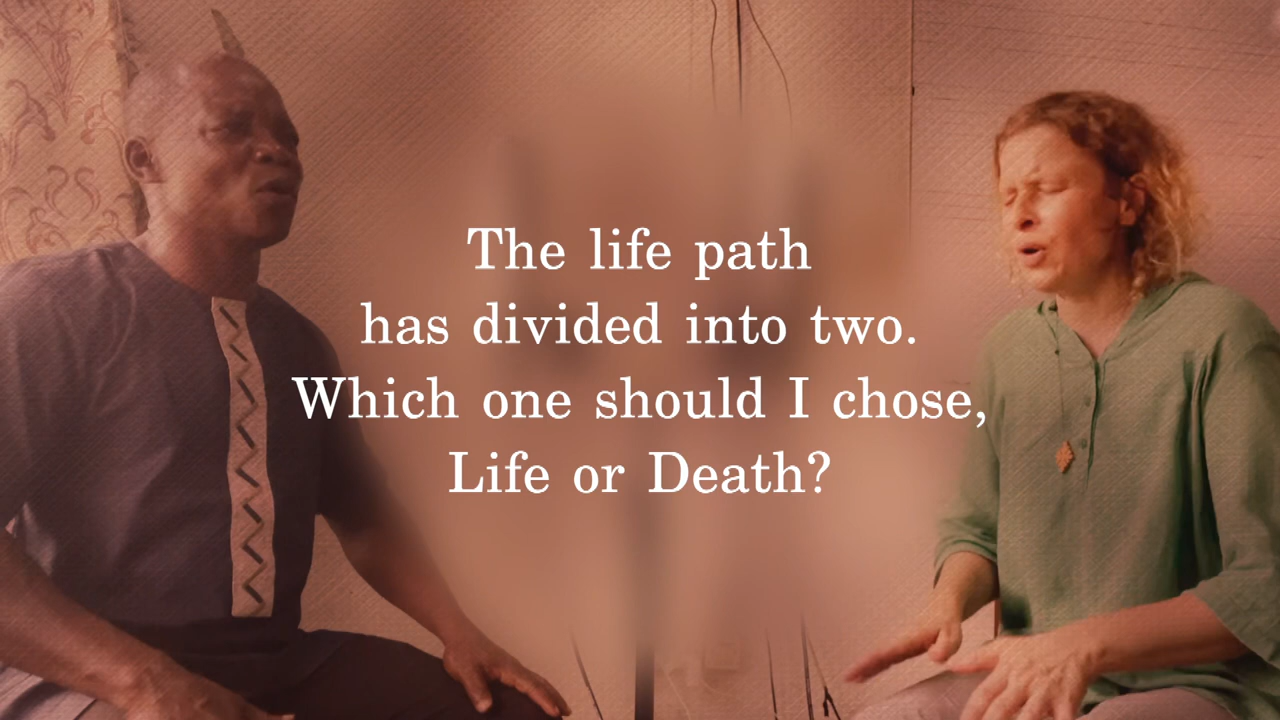 The life path
has divided into two.
Which one should I chose,
Life or Death?